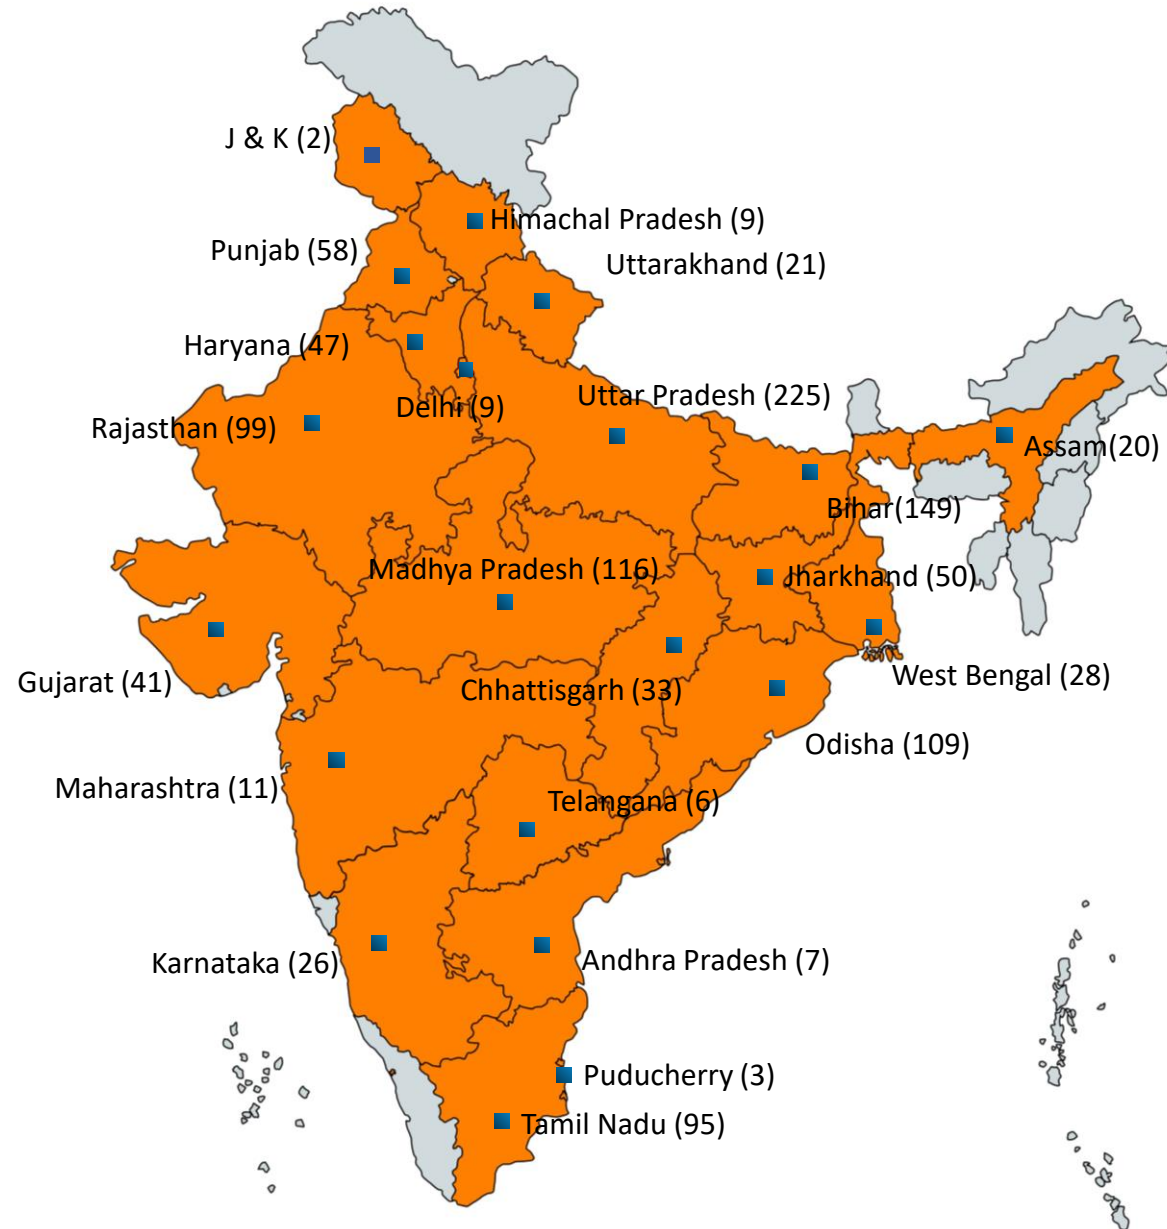 J & K (2)
Himachal Pradesh (9)
Punjab (58)
Uttarakhand (21)
Haryana (47)
Uttar Pradesh (225)
Delhi (9)
Rajasthan (99)
Assam(20)
Bihar(149)
Madhya Pradesh (116)
Jharkhand (50)
Gujarat (41)
Chhattisgarh (33)
West Bengal (28)
Odisha (109)
Maharashtra (11)
Telangana (6)
Karnataka (26)
Andhra Pradesh (7)
Puducherry (3)
Tamil Nadu (95)